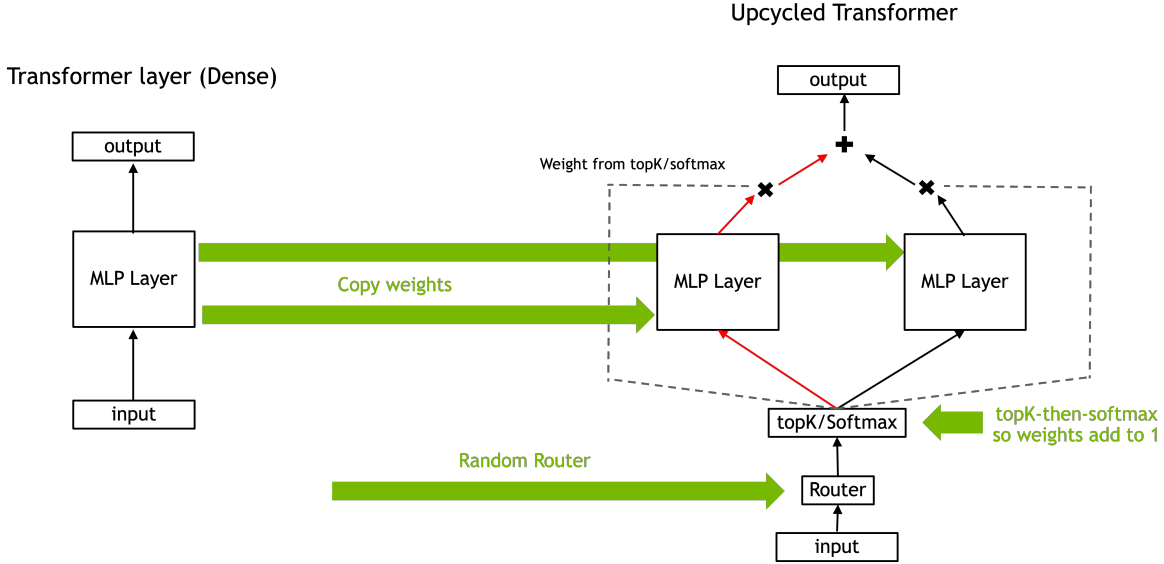 Upcycled Transformer
Transformer layer (Dense)
output
output
Weight from topK/softmax
MLP Layer
MLP Layer
MLP Layer
Copy weights
input
topK/Softmax
topK-then-softmax
so weights add to 1
Random Router
Router
input